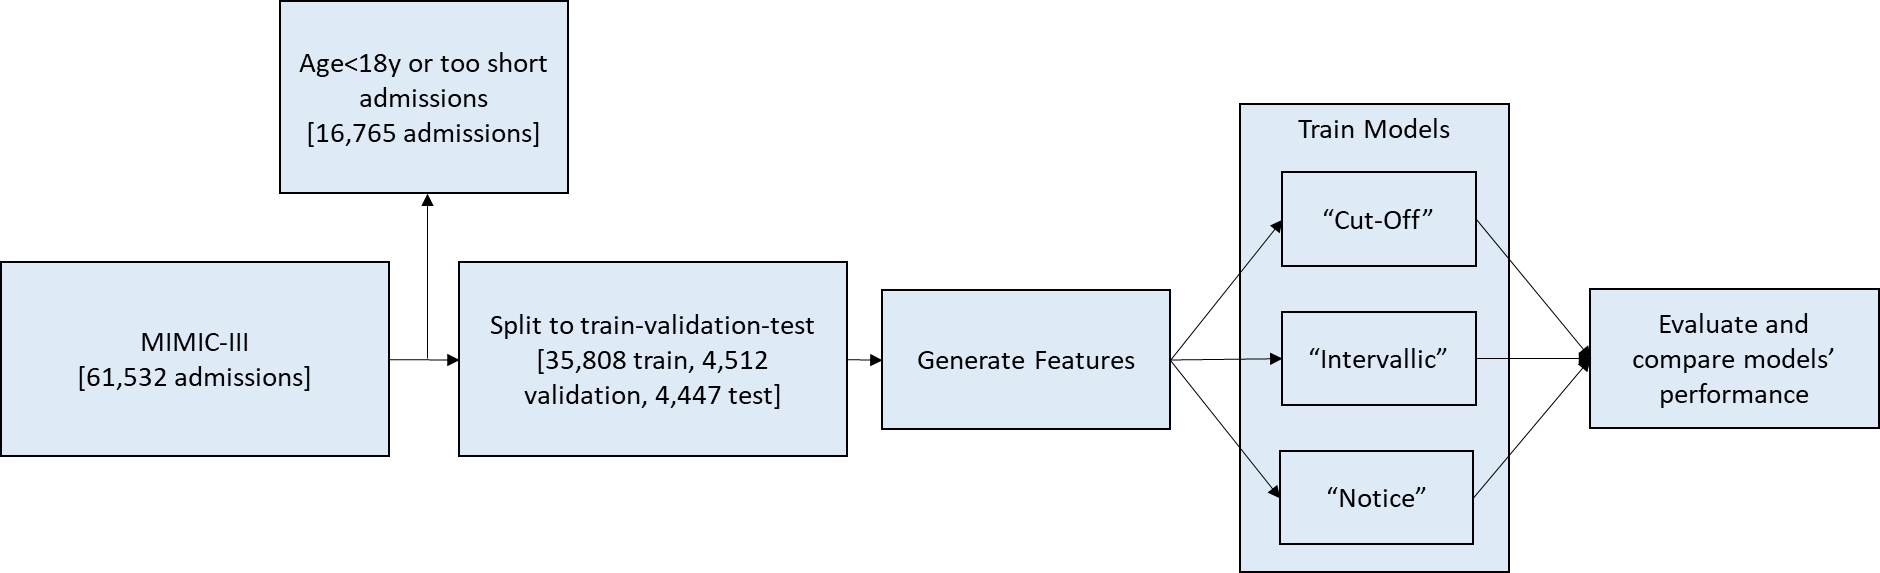 Age<18y or too short
admissions
[16,765 admissions]
MIMIC-III
[61,532 admissions]
Split to train-validation-test
[35,808 train, 4,512
validation, 4,447 test]
Generate Features
Train Models
“Cut-Off”
“Intervallic”
“Notice”
Evaluate and
compare models’
performance